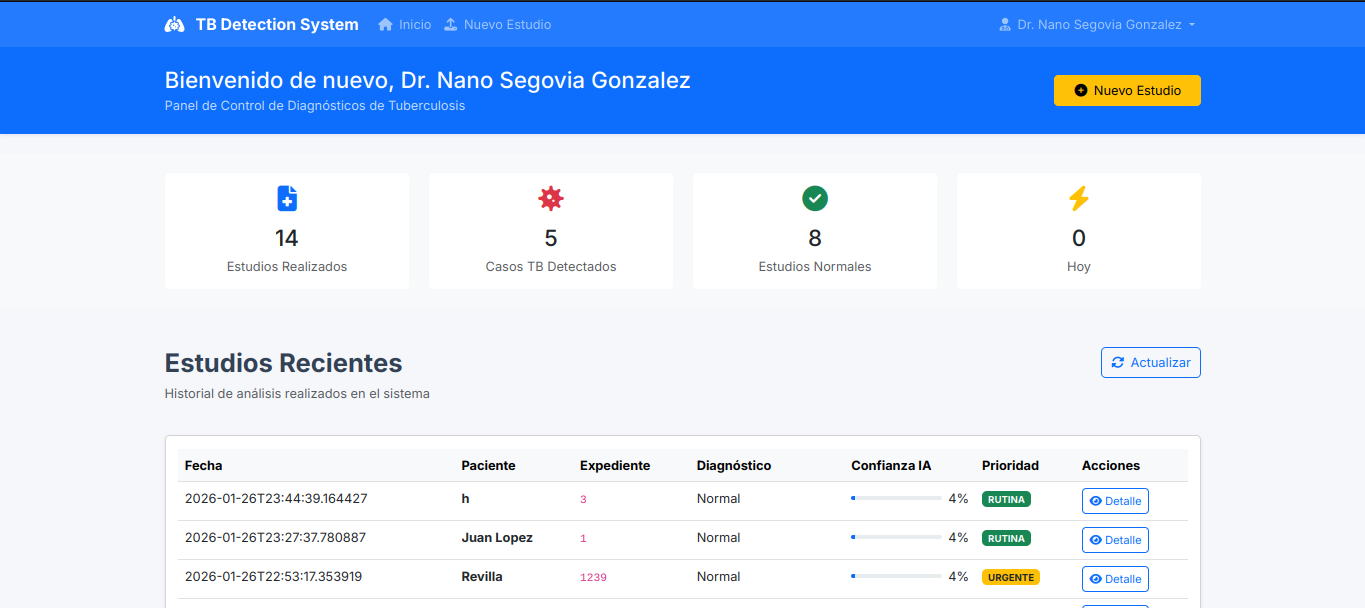 TB Detection System Inicio Nuevo Estudio Dr. Nano Segovia Gonzalez
Bienvenido de nuevo, Dr. Nano Segovia Gonzalez
Panel de Control de Diagnósticos de Tuberculosis
Nuevo Estudio
14
Estudios Realizados
5
Casos TB Detectados
8
Estudios Normales
0
Hoy
Estudios Recientes
Historial de análisis realizados en el sistema
Actualizar
Fecha Paciente Expediente Diagnóstico Confianza IA Prioridad Acciones
2026-01-26T23:44:39.164427 h 3 Normal 4% RUTINA Detalle
2026-01-26T23:27:37.780887 Juan Lopez 1 Normal 4% RUTINA Detalle
2026-01-26T22:53:17.353919 Revilla 1239 Normal 4% URGENTE Detalle